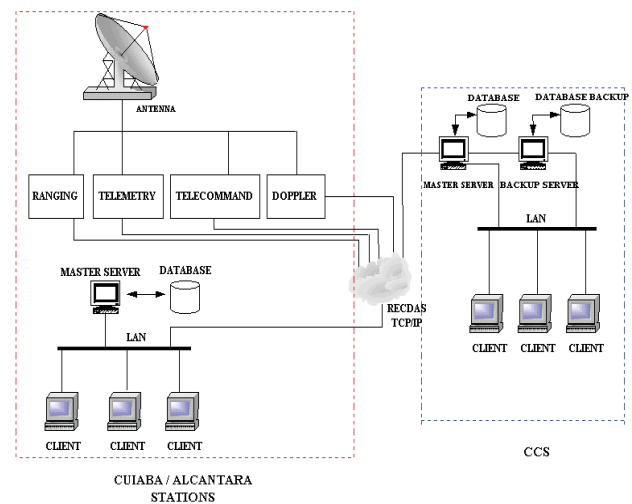 ANTENNA
RANGING
TELEMETRY
TELECOMMAND
DOPPLER
MASTER SERVER
DATABASE
LAN
CLIENT
CLIENT
CLIENT
CUIABA / ALCANTARA
STATIONS
RECDAS
TCP/IP
DATABASE
DATABASE BACKUP
MASTER SERVER
BACKUP SERVER
LAN
CLIENT
CLIENT
CLIENT
CCS